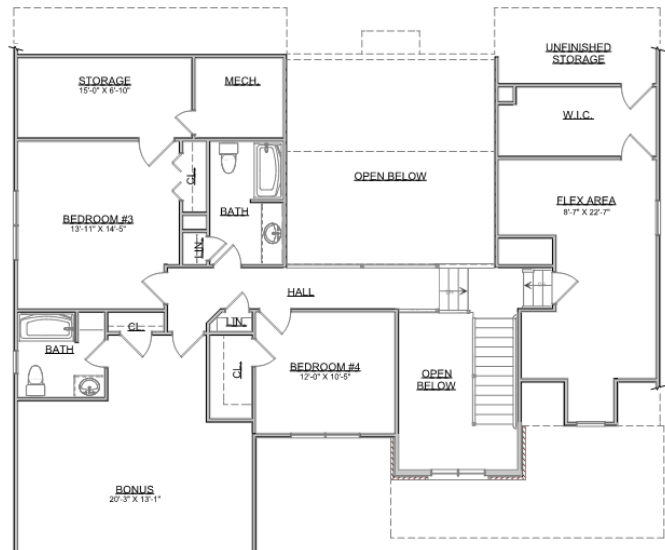 UNFINISHED
STORAGE
STORAGE
15'-0" X 6'-10"
MECH.
W.I.C.
OPEN BELOW
CL.
BATH
BEDROOM #3
13'-11" X 14'-5"
FLEX AREA
8'-7" X 22'-7"
LIN.
HALL
CL.
LIN.
BATH
CL.
BEDROOM #4
12'-0" X 10'-5"
OPEN
BELOW
BONUS
20'-3" X 13'-1"